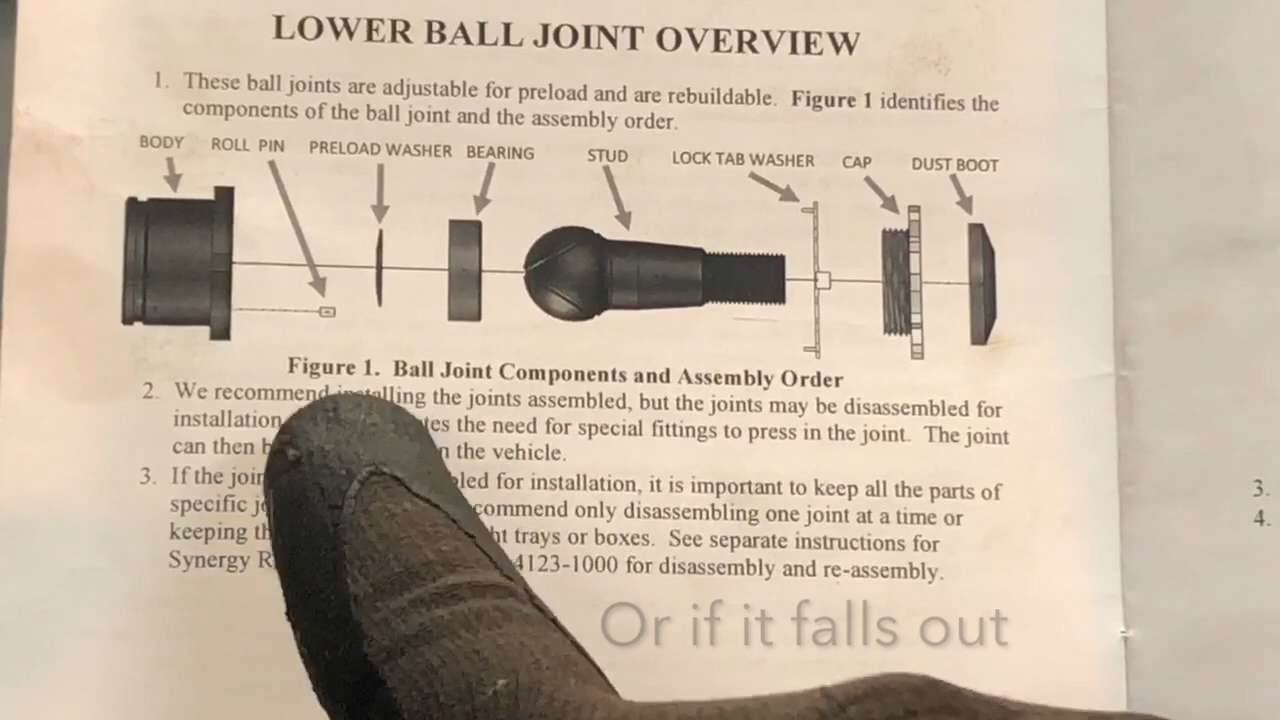 LOWER BALL JOINT OVERVIEW
1. These ball joints are adjustable for preload and are rebuildable. Figure 1 identifies the
components of the ball joint and the assembly order.
BODY ROLL PIN PRELOAD WASHER BEARING STUD LOCK TAB WASHER CAP DUST BOOT
Figure 1. Ball Joint Components and Assembly Order
2. We recommend installing the joints assembled, but the joints may be disassembled for
installation the need for special fittings to press in the joint. The joint
can then the vehicle.
3. If the for installation, it is important to keep all the parts of
specific only disassembling one joint at a time or
keeping trays or boxes. See separate instructions for
Synergy 4123-1000 for disassembly and re-assembly.
3.
4.
Or if it falls out